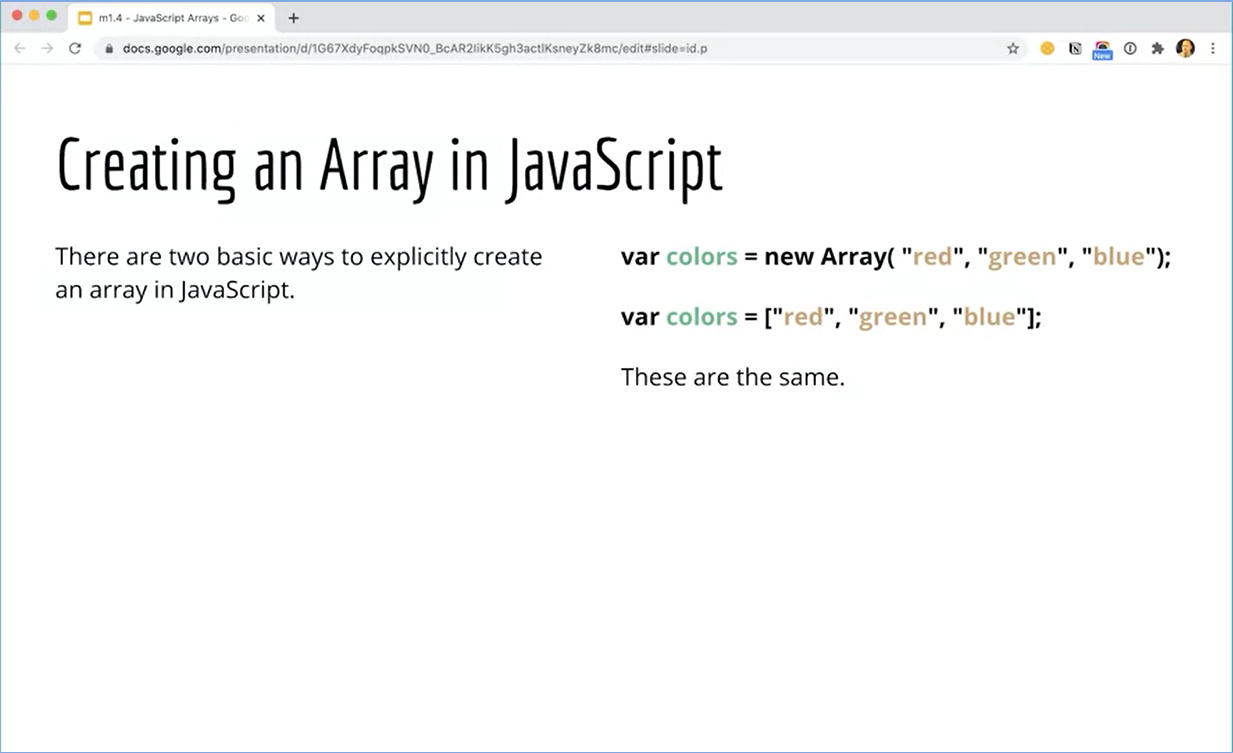 m1.4 - JavaScript Arrays - Goo
docs.google.com/presentation/d/1G67XdyFoqpkSVN0_BcAR2IikK5gh3actlKsneyZk8mc/edit#slide=id.p
New
Creating an Array in JavaScript
There are two basic ways to explicitly create
an array in JavaScript.
var colors = new Array( "red", "green", "blue");
var colors = ["red", "green", "blue"];
These are the same.